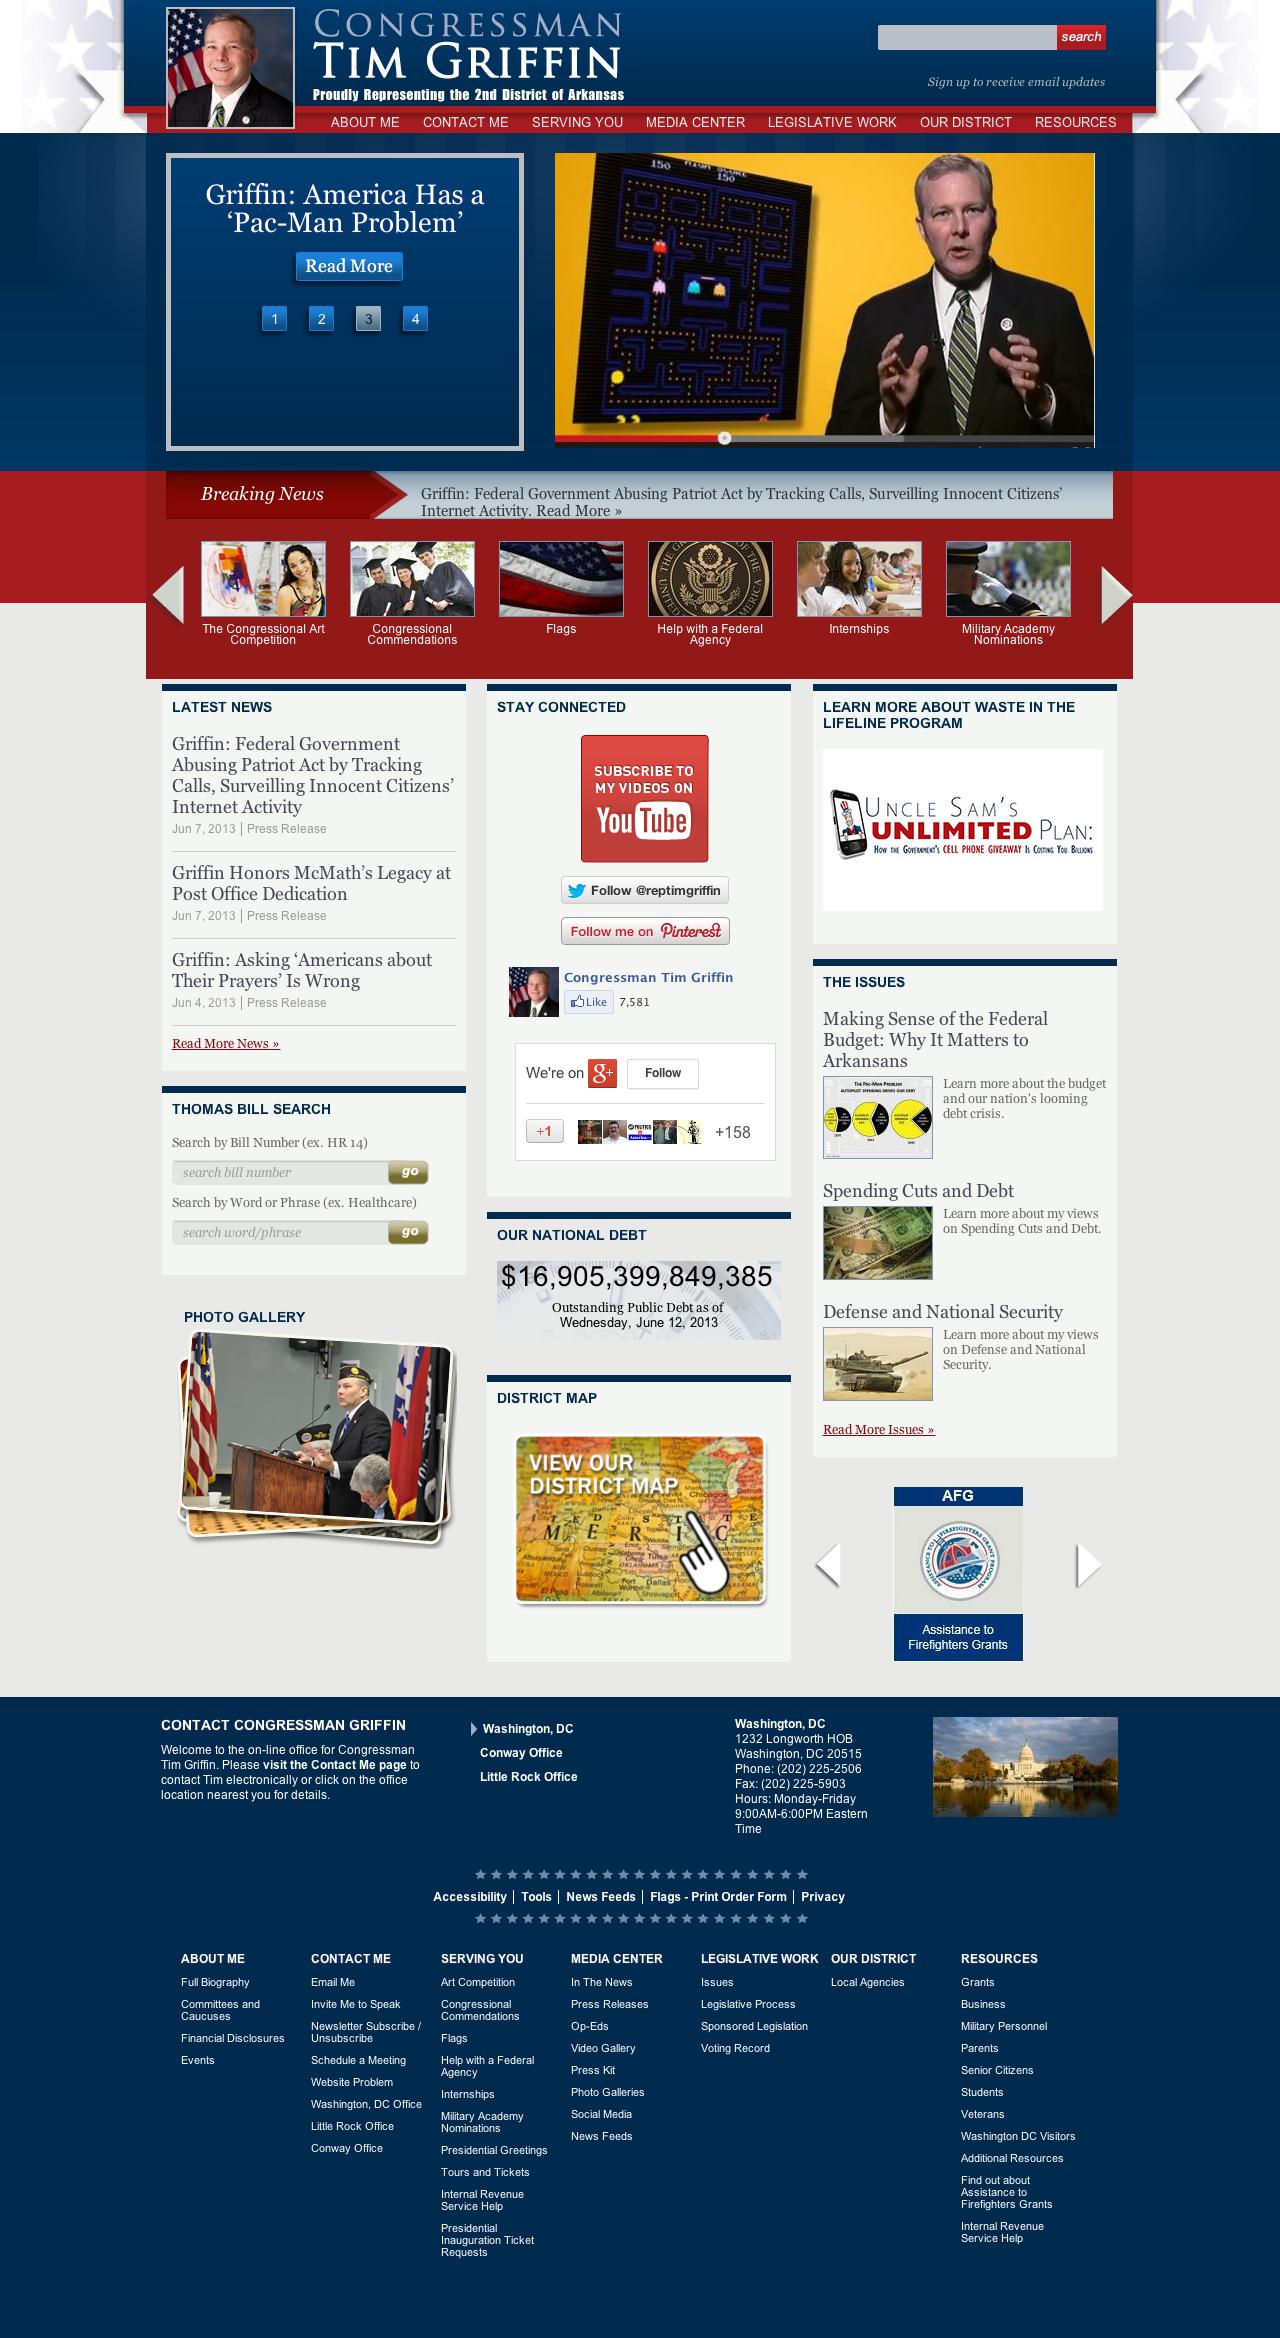 CONGRESSMAN
TIM GRIFFIN
Proudly Representing the 2nd District of Arkansas
search
Sign up to receive email updates
ABOUT ME CONTACT ME SERVING YOU MEDIA CENTER LEGISLATIVE WORK OUR DISTRICT RESOURCES
Griffin: America Has a
‘Pac-Man Problem’
Read More
1 2 3 4
150 HIGH SCORE
150
Breaking News
Griffin: Federal Government Abusing Patriot Act by Tracking Calls, Surveilling Innocent Citizens’
Internet Activity. Read More »
The Congressional Art
Competition
Congressional
Commendations
Flags
Help with a Federal
Agency
Internships
Military Academy
Nominations
LATEST NEWS
Griffin: Federal Government
Abusing Patriot Act by Tracking
Calls, Surveilling Innocent Citizens’
Internet Activity
Jun 7, 2013 | Press Release
Griffin Honors McMath’s Legacy at
Post Office Dedication
Jun 7, 2013 | Press Release
Griffin: Asking ‘Americans about
Their Prayers’ Is Wrong
Jun 4, 2013 | Press Release
Read More News »
THOMAS BILL SEARCH
Search by Bill Number (ex. HR 14)
search bill number go
Search by Word or Phrase (ex. Healthcare)
search word/phrase go
PHOTO GALLERY
STAY CONNECTED
SUBSCRIBE TO
MY VIDEOS ON
YouTube
Follow @reptimgriffin
Follow me on Pinterest
Congressman Tim Griffin
Like 7,581
We're on g+ Follow
+1 +158
OUR NATIONAL DEBT
$16,905,399,849,385
Outstanding Public Debt as of
Wednesday, June 12, 2013
DISTRICT MAP
VIEW OUR
DISTRICT MAP
LEARN MORE ABOUT WASTE IN THE
LIFELINE PROGRAM
UNCLE SAM'S
UNLIMITED PLAN:
HOW THE GOVERNMENT'S CELL PHONE GIVEAWAY IS COSTING YOU BILLIONS
THE ISSUES
Making Sense of the Federal
Budget: Why It Matters to
Arkansans
THE PAC-MAN PROBLEM
AUTOPILOT SPENDING DRIVES OUR DEBT
Learn more about the budget
and our nation's looming
debt crisis.
Spending Cuts and Debt
Learn more about my views
on Spending Cuts and Debt.
Defense and National Security
Learn more about my views
on Defense and National
Security.
Read More Issues »
AFG
ASSISTANCE TO FIREFIGHTERS GRANT PROGRAM
Assistance to
Firefighters Grants
CONTACT CONGRESSMAN GRIFFIN
Welcome to the on-line office for Congressman
Tim Griffin. Please visit the Contact Me page to
contact Tim electronically or click on the office
location nearest you for details.
Washington, DC
Conway Office
Little Rock Office
Washington, DC
1232 Longworth HOB
Washington, DC 20515
Phone: (202) 225-2506
Fax: (202) 225-5903
Hours: Monday-Friday
9:00AM-6:00PM Eastern
Time
Accessibility | Tools | News Feeds | Flags - Print Order Form | Privacy
ABOUT ME
Full Biography
Committees and
Caucuses
Financial Disclosures
Events
CONTACT ME
Email Me
Invite Me to Speak
Newsletter Subscribe /
Unsubscribe
Schedule a Meeting
Website Problem
Washington, DC Office
Little Rock Office
Conway Office
SERVING YOU
Art Competition
Congressional
Commendations
Flags
Help with a Federal
Agency
Internships
Military Academy
Nominations
Presidential Greetings
Tours and Tickets
Internal Revenue
Service Help
Presidential
Inauguration Ticket
Requests
MEDIA CENTER
In The News
Press Releases
Op-Eds
Video Gallery
Press Kit
Photo Galleries
Social Media
News Feeds
LEGISLATIVE WORK
Issues
Legislative Process
Sponsored Legislation
Voting Record
OUR DISTRICT
Local Agencies
RESOURCES
Grants
Business
Military Personnel
Parents
Senior Citizens
Students
Veterans
Washington DC Visitors
Additional Resources
Find out about
Assistance to
Firefighters Grants
Internal Revenue
Service Help